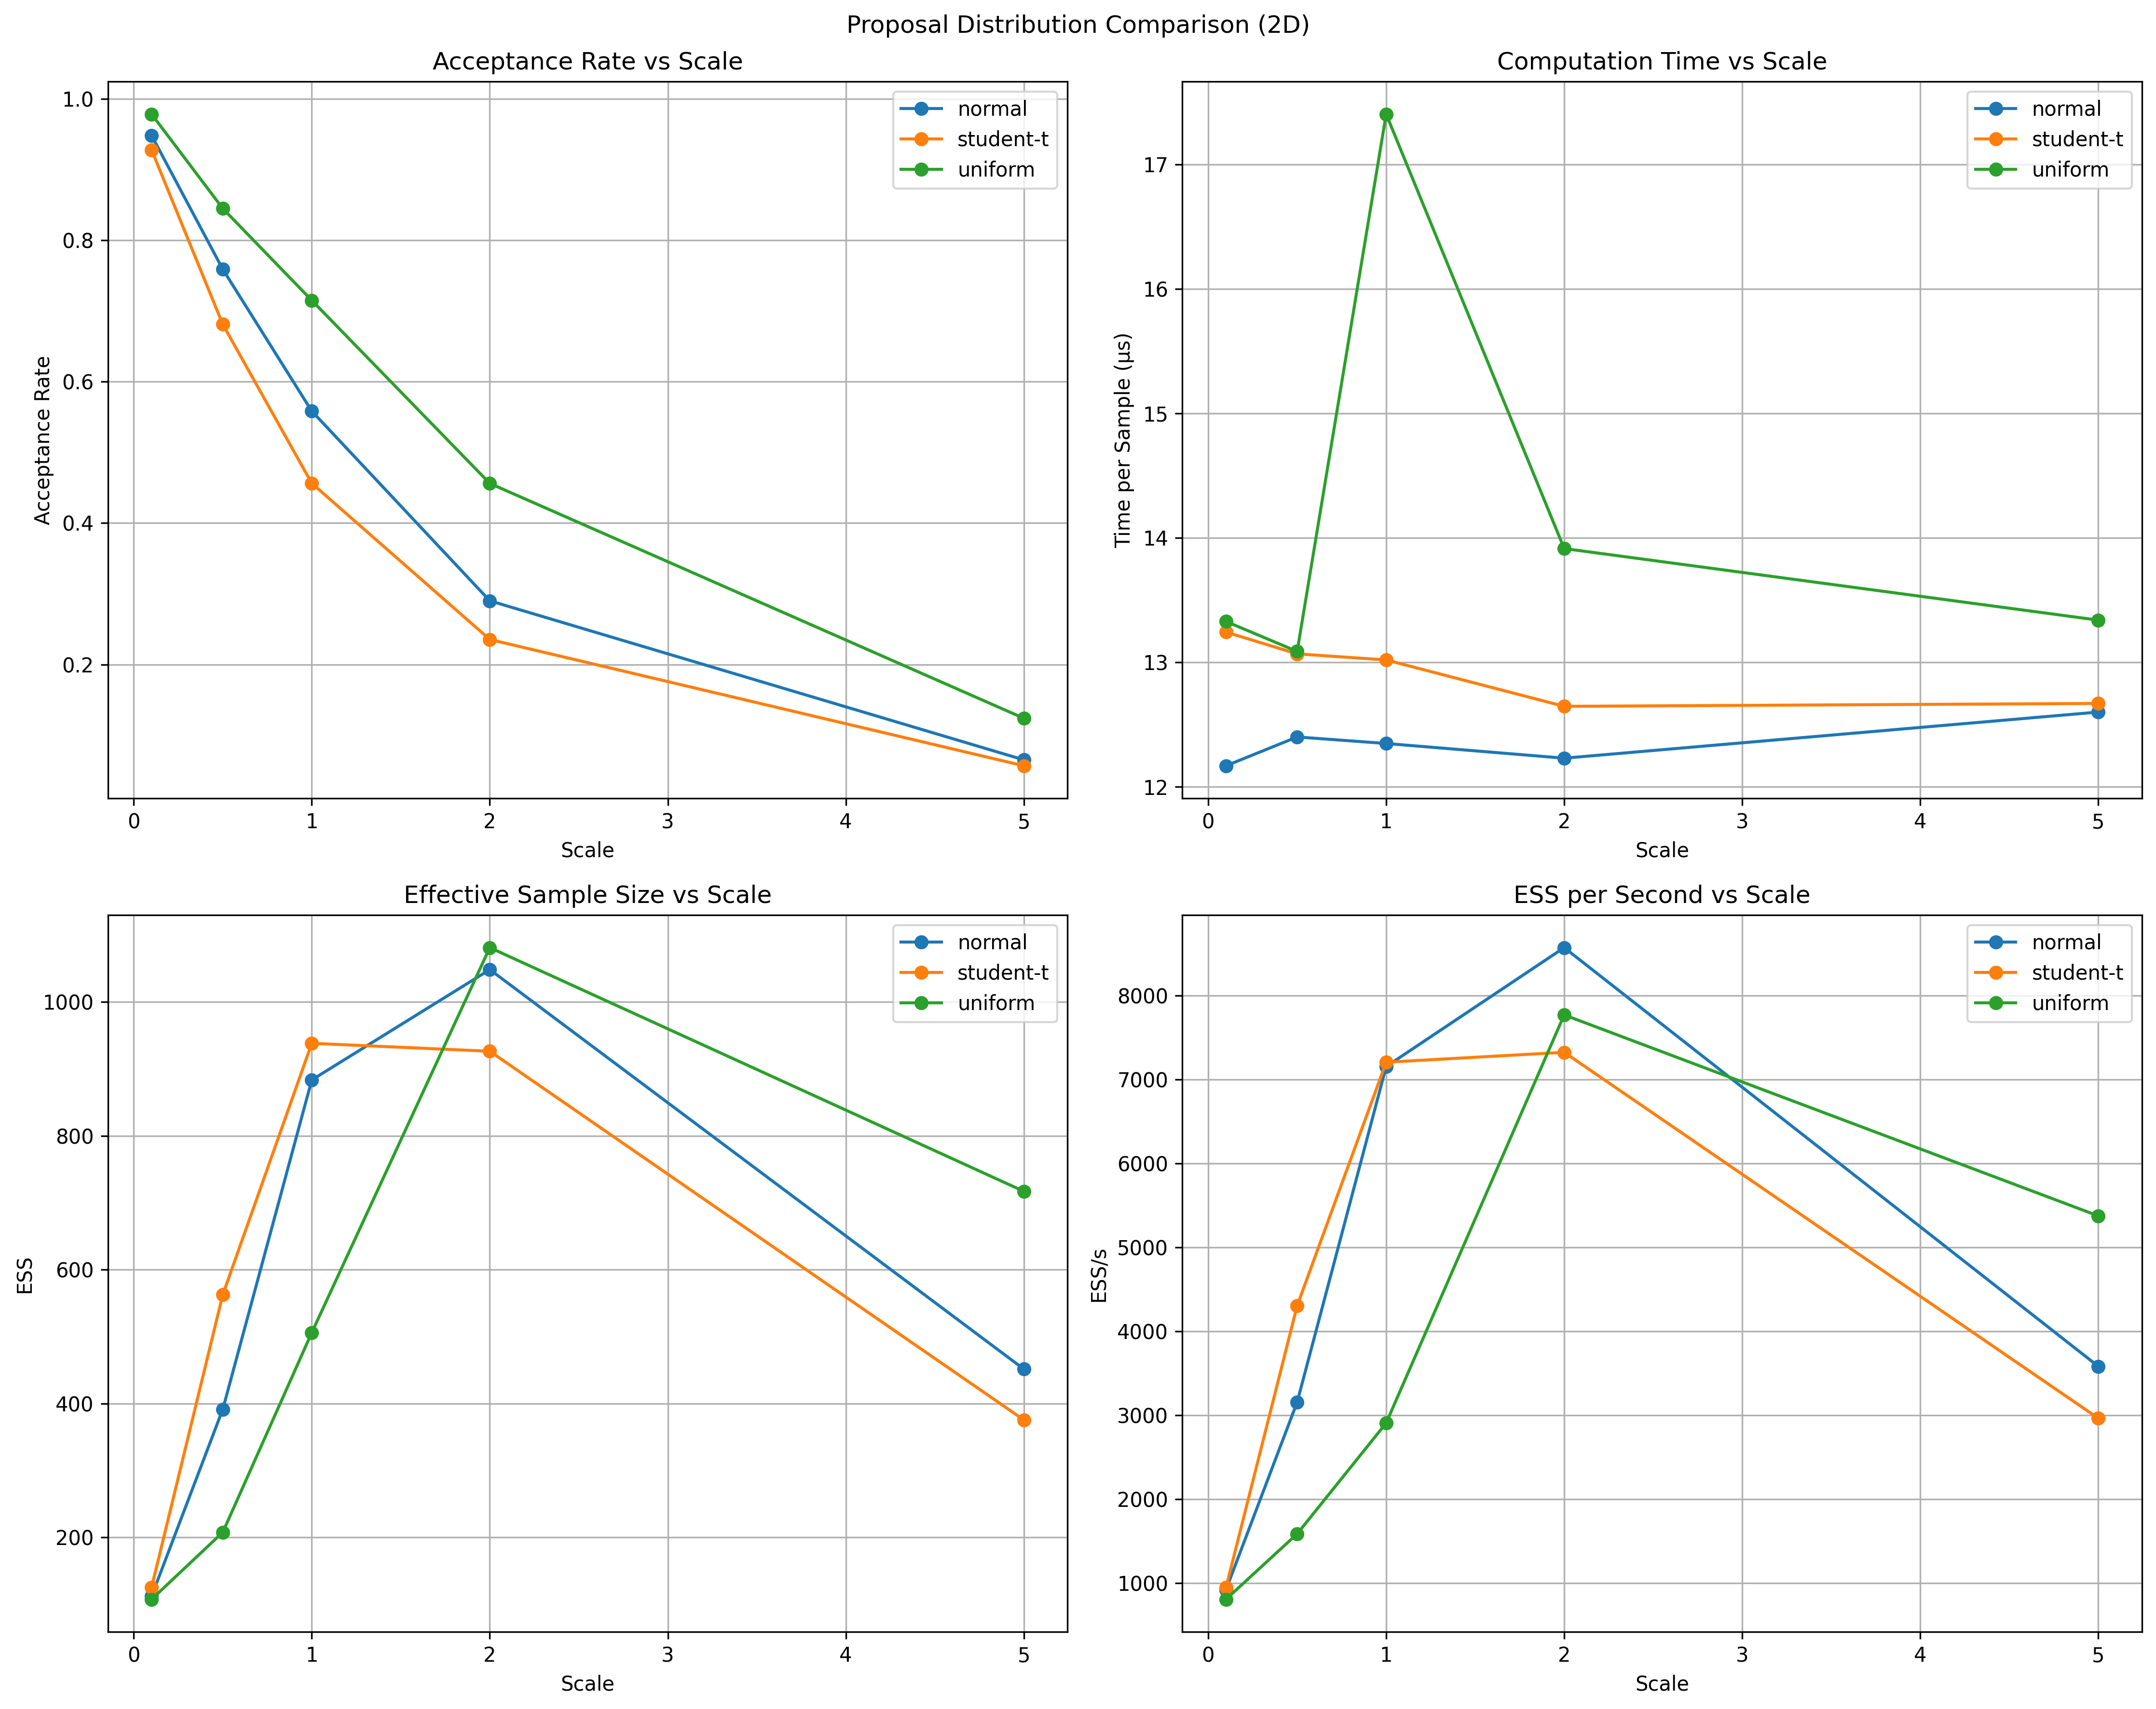 Proposal Distribution Comparison (2D)
Acceptance Rate vs Scale
1.0
0.8
0.6
0.4
0.2
Acceptance Rate
0 1 2 3 4 5
Scale
normal
student-t
uniform
Computation Time vs Scale
17
16
15
14
13
12
Time per Sample (µs)
0 1 2 3 4 5
Scale
normal
student-t
uniform
Effective Sample Size vs Scale
1000
800
600
400
200
ESS
0 1 2 3 4 5
Scale
normal
student-t
uniform
ESS per Second vs Scale
8000
7000
6000
5000
4000
3000
2000
1000
ESS/s
0 1 2 3 4 5
Scale
normal
student-t
uniform